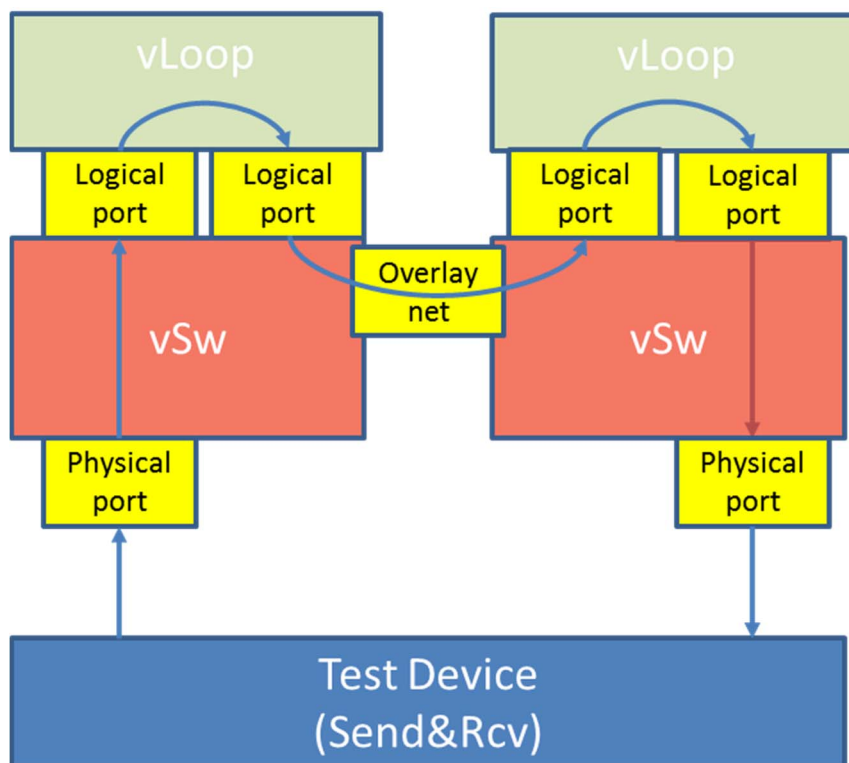 vLoop
vLoop
Logical
port
Logical
port
Logical
port
Logical
port
Overlay
net
vSw
vSw
Physical
port
Physical
port
Test Device
(Send&Rcv)